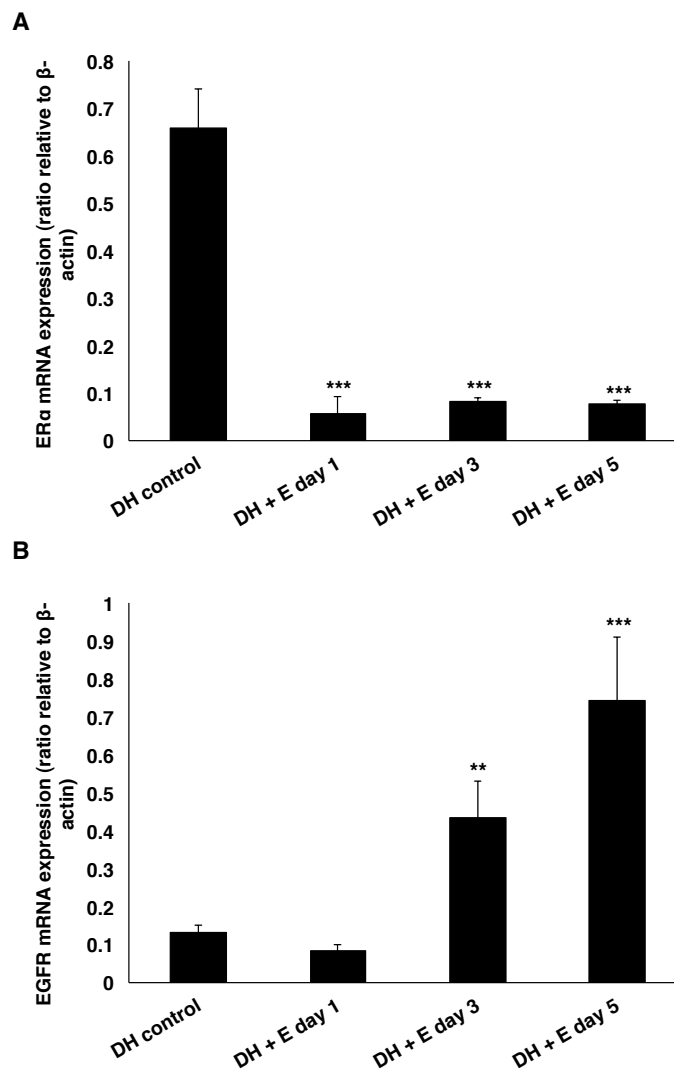 A
ERα mRNA expression (ratio relative to β-
actin)
0.8
0.7
0.6
0.5
0.4
0.3
0.2
0.1
0
***
***
***
DH control
DH + E day 1
DH + E day 3
DH + E day 5
B
EGFR mRNA expression (ratio relative to β-
actin)
1
0.9
0.8
0.7
0.6
0.5
0.4
0.3
0.2
0.1
0
**
***
DH control
DH + E day 1
DH + E day 3
DH + E day 5